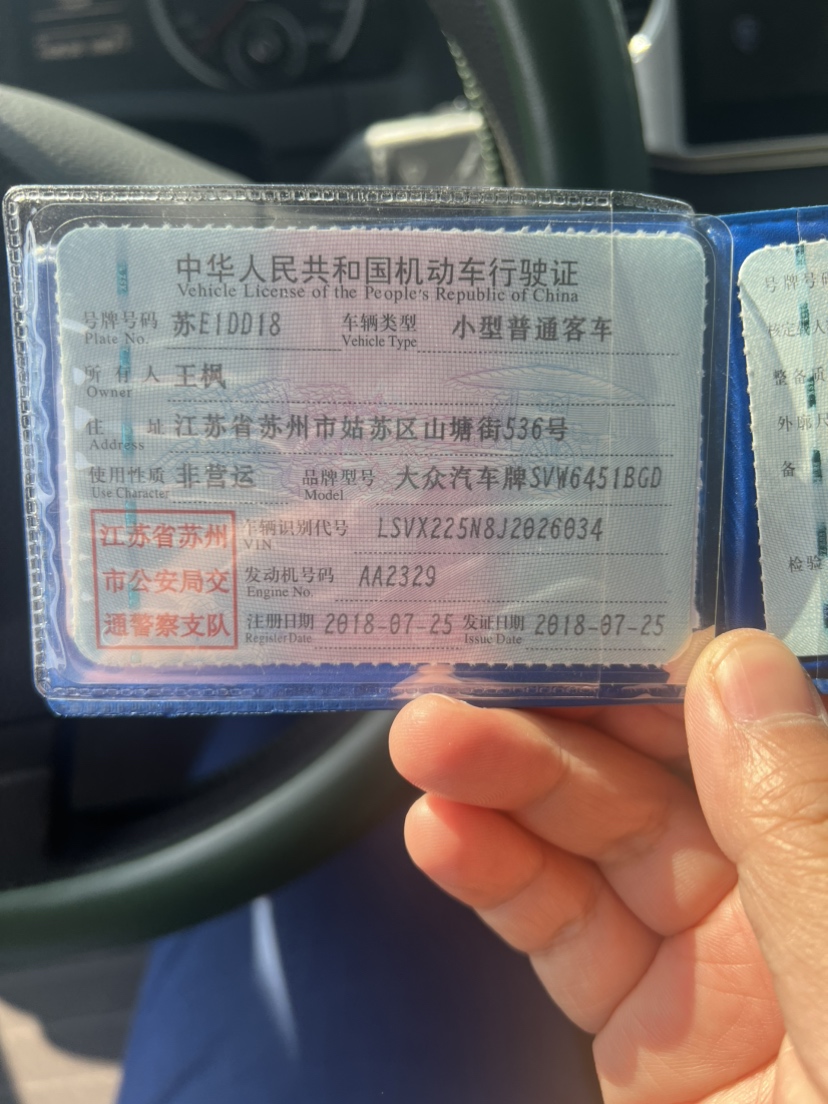 中华人民共和国机动车行驶证
Vehicle License of the People's Republic of China
号牌号码 苏E1DD18 车辆类型 小型普通客车
Plate No. Vehicle Type
所有人 王枫
Owner
住址 江苏省苏州市姑苏区山塘街536号
Address
使用性质 非营运 品牌型号 大众汽车牌SVW6451BGD
Use Character Model
江苏省苏州
市公安局交
通警察支队
车辆识别代号 LSVX225N8J2026034
VIN
发动机号码 AA2329
Engine No.
注册日期 2018-07-25 发证日期 2018-07-25
Register Date Issue Date
号牌号码
核定载人
整备质
外廓尺
备
检验